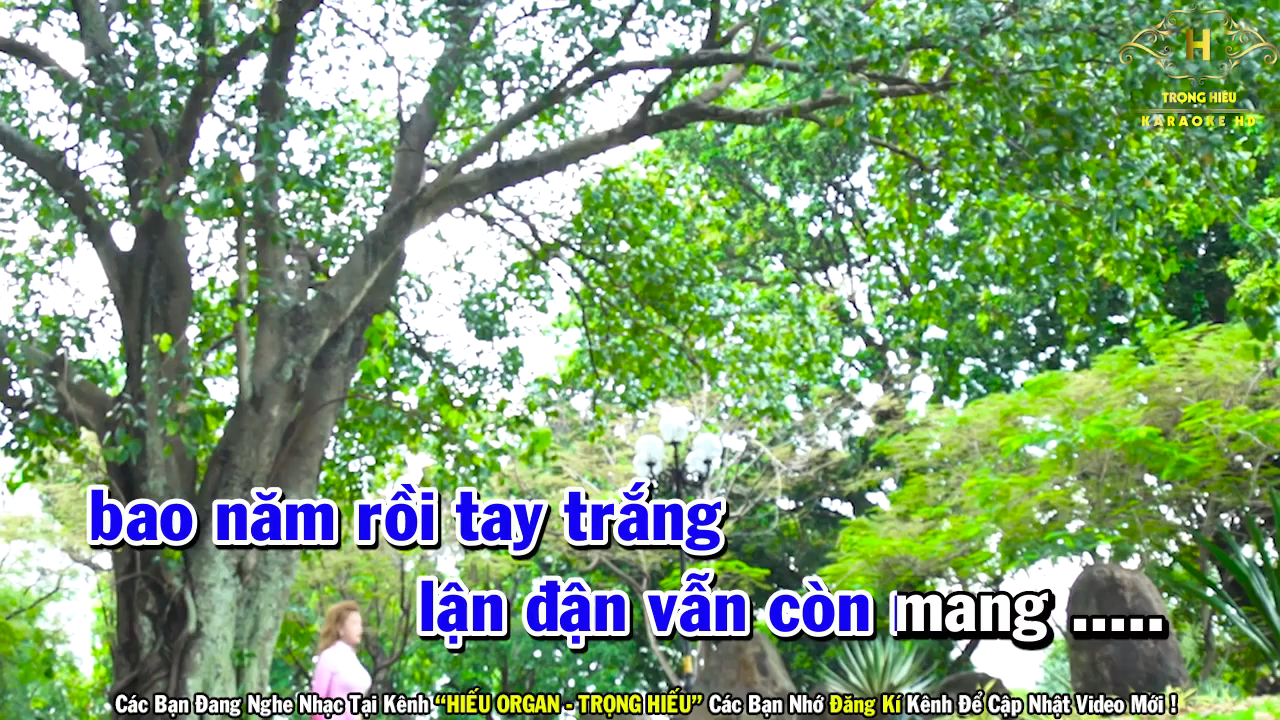 H
TRỌNG HIẾU
KARAOKE HD
bao năm rồi tay trắng
lận đận vẫn còn mang .....
Các Bạn Đang Nghe Nhạc Tại Kênh “HIẾU ORGAN - TRỌNG HIẾU” Các Bạn Nhớ Đăng Kí Kênh Để Cập Nhật Video Mới !